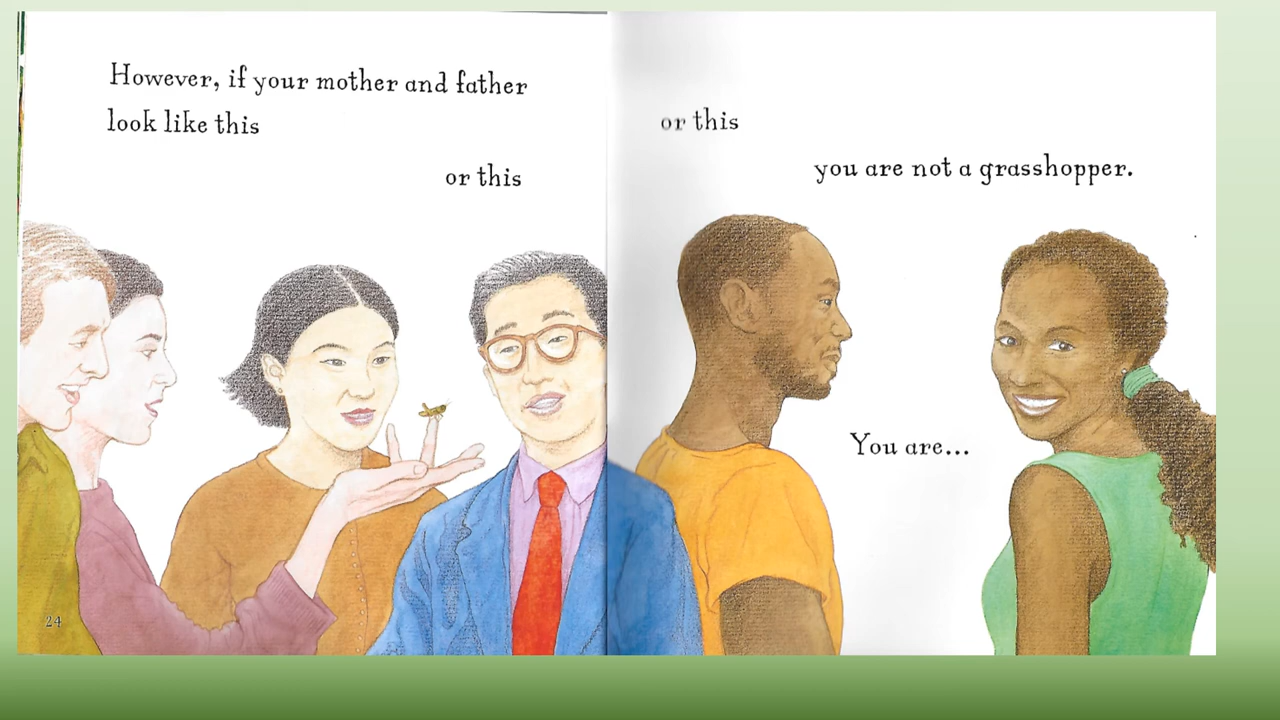 However, if your mother and father
look like this
or this
or this
you are not a grasshopper.
You are...
24